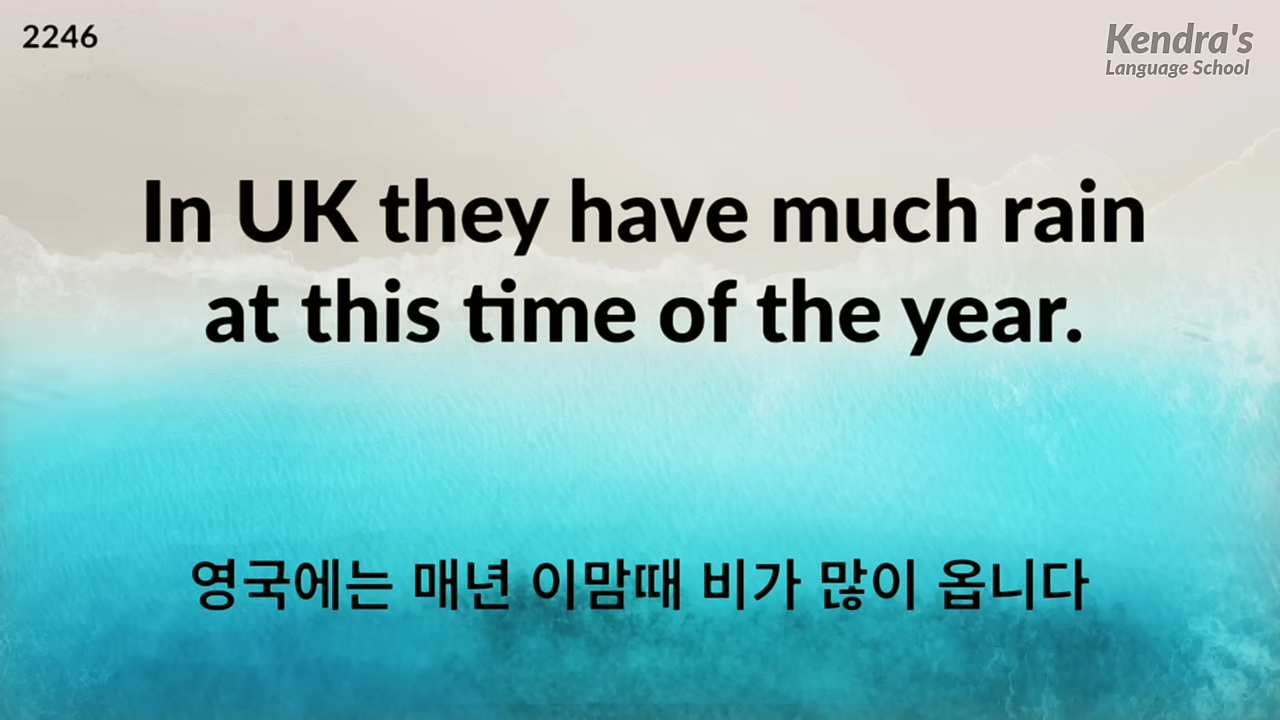 2246
Kendra's
Language School
In UK they have much rain
at this time of the year.
영국에는 매년 이맘때 비가 많이 옵니다